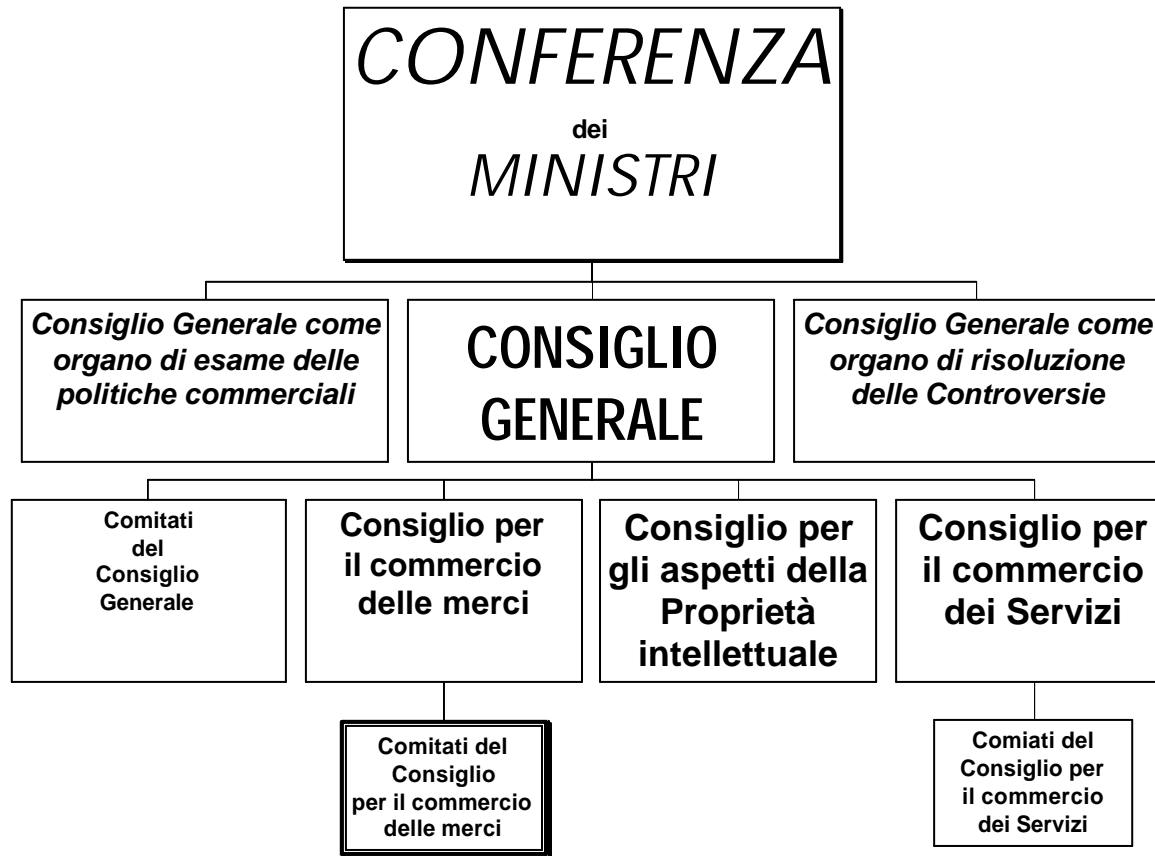 CONFERENZA
dei
MINISTRI
Consiglio Generale come
organo di esame delle
politiche commerciali
CONSIGLIO
GENERALE
Consiglio Generale come
organo di risoluzione
delle Controversie
Comitati
del
Consiglio
Generale
Consiglio per
il commercio
delle merci
Consiglio per
gli aspetti della
Proprietà
intellettuale
Consiglio per
il commercio
dei Servizi
Comitati del
Consiglio
per il commercio
delle merci
Comiati del
Consiglio per
il commercio
dei Servizi